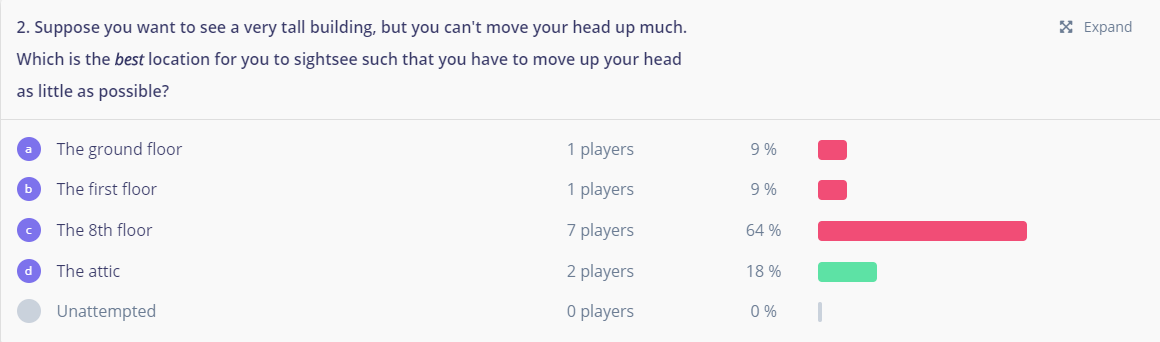 2. Suppose you want to see a very tall building, but you can't move your head up much.
Expand
Which is the best location for you to sightsee such that you have to move up your head
as little as possible?
a The ground floor 1 players 9 %
b The first floor 1 players 9 %
c The 8th floor 7 players 64 %
d The attic 2 players 18 %
Unattempted 0 players 0 %